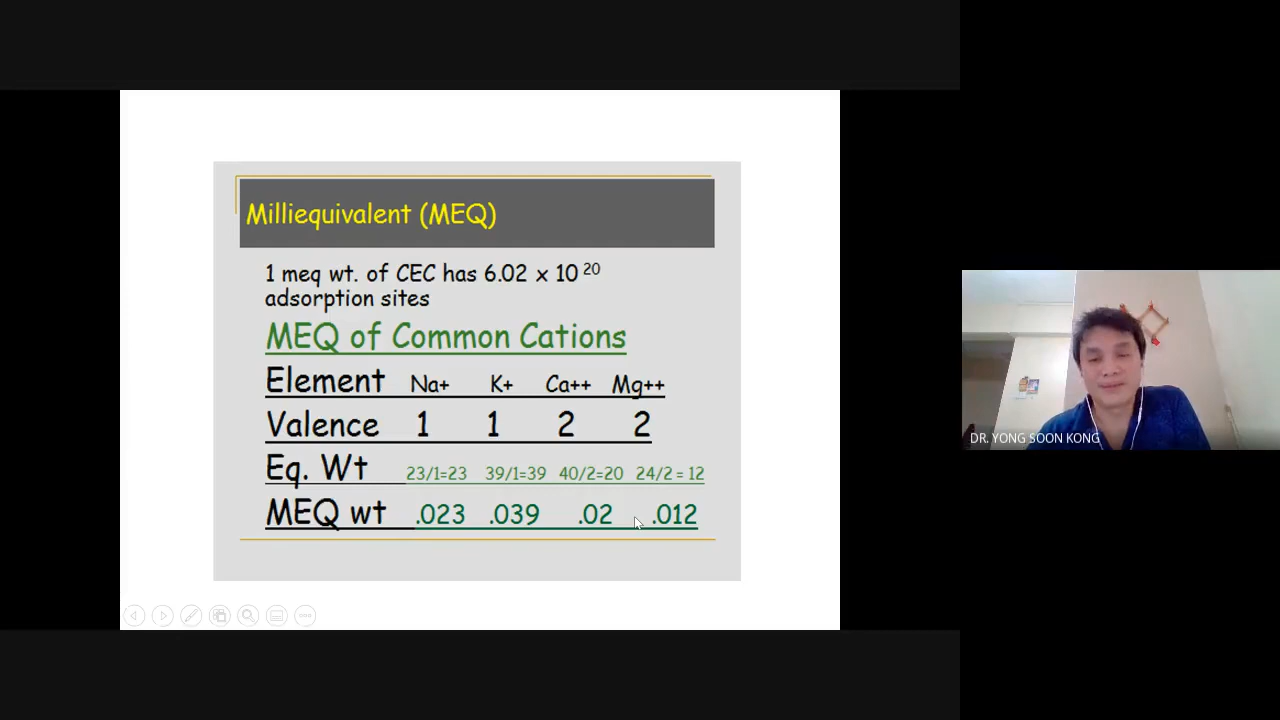 Milliequivalent (MEQ)
1 meq wt. of CEC has 6.02 x 10 20
adsorption sites
MEQ of Common Cations
Element Na+ K+ Ca++ Mg++
Valence 1 1 2 2
Eq. Wt 23/1=23 39/1=39 40/2=20 24/2 = 12
MEQ wt .023 .039 .02 .012
DR. YONG SOON KONG